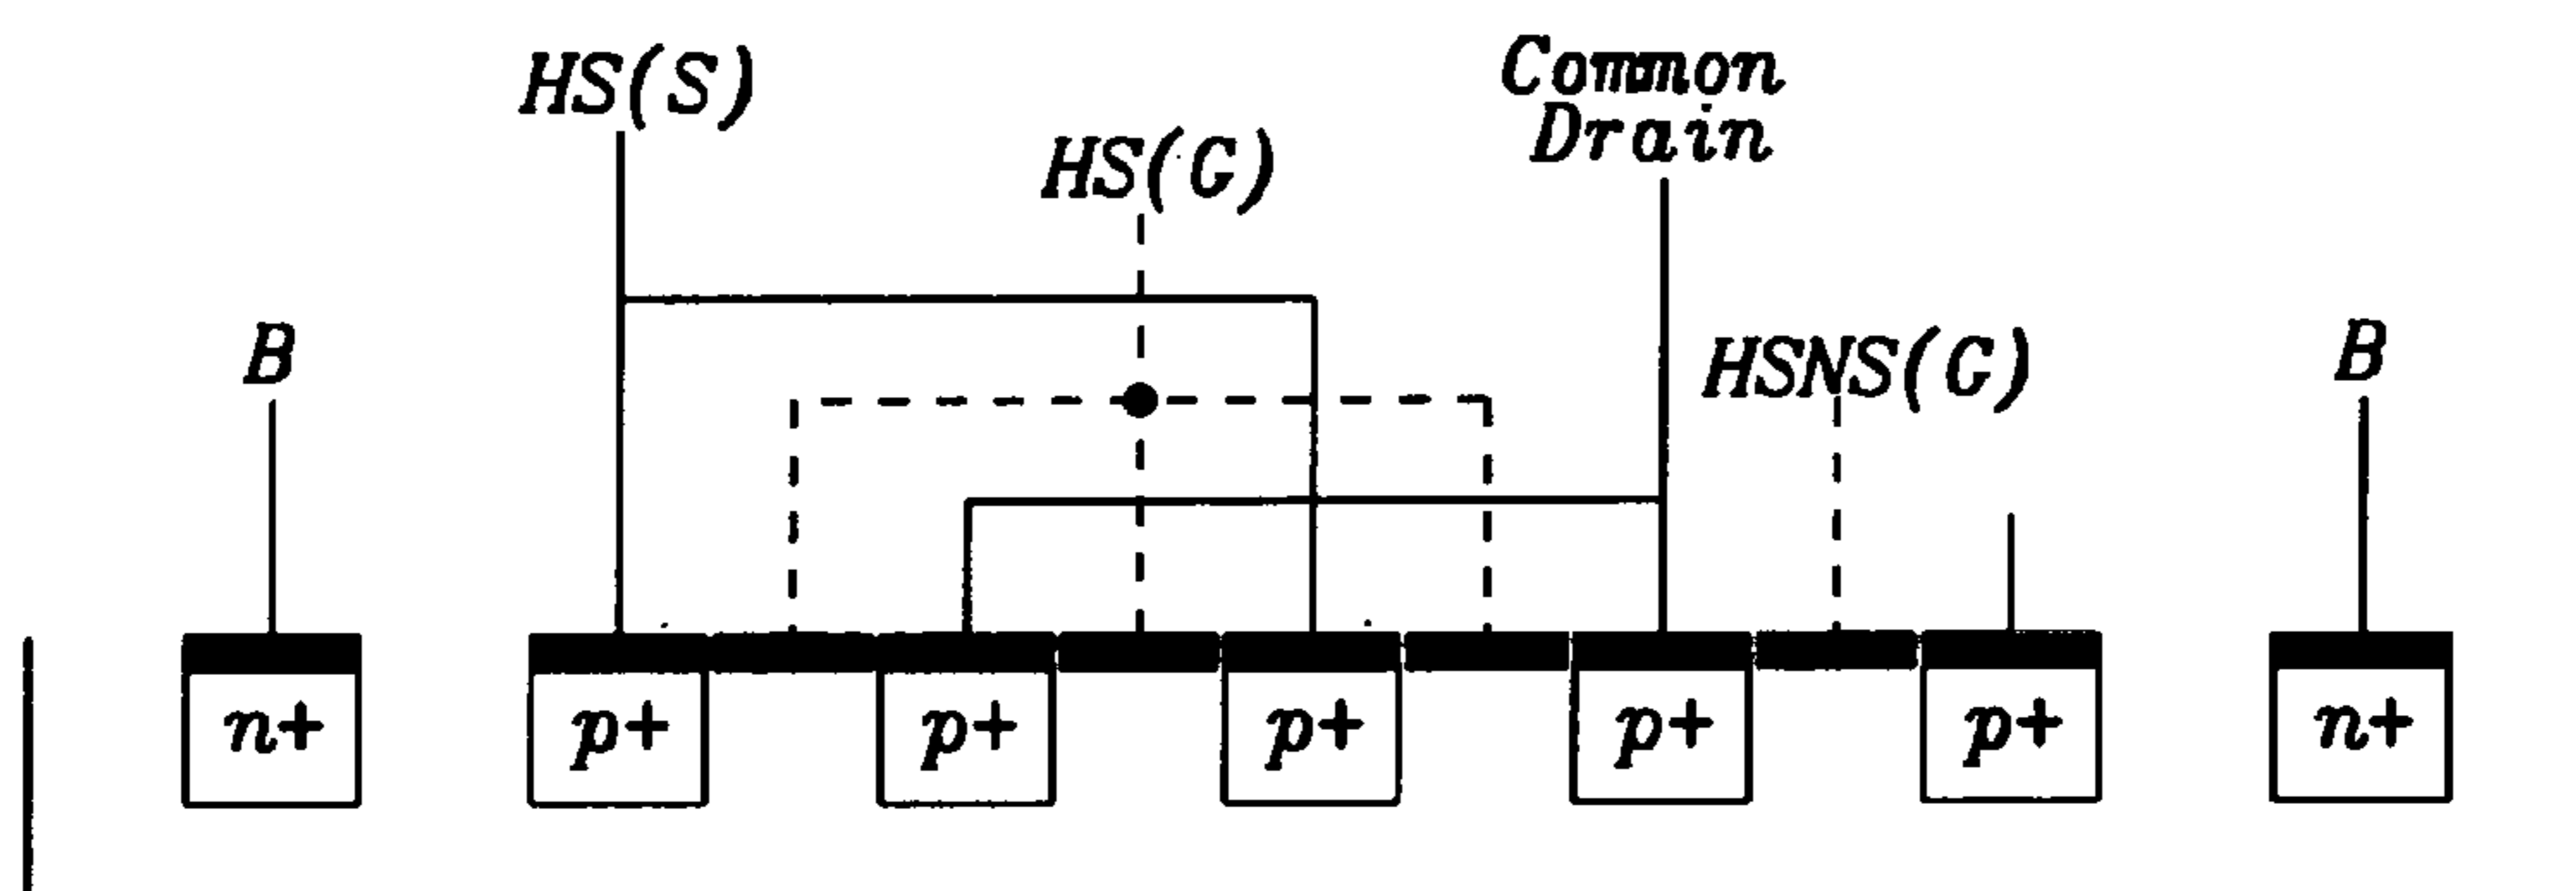 HS(S)
Common
Drain
HS(G)
B
HSNS(G)
B
n+
p+
p+
p+
p+
p+
n+